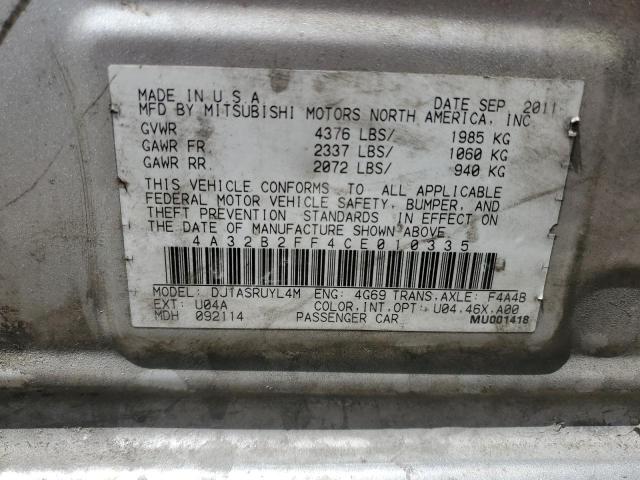 MADE IN U.S.A. DATE SEP. 2011
MFD BY MITSUBISHI MOTORS NORTH AMERICA, INC
GVWR 4376 LBS/ 1985 KG
GAWR FR. 2337 LBS/ 1060 KG
GAWR RR. 2072 LBS/ 940 KG
THIS VEHICLE CONFORMS TO ALL APPLICABLE
FEDERAL MOTOR VEHICLE SAFETY, BUMPER, AND
THEFT PREVENTION STANDARDS IN EFFECT ON
THE DATE OF MANUFACTURE SHOWN ABOVE
4A32B2FF4CE010335
MODEL: DJTASRUYL4M ENG: 4G69 TRANS.AXLE: F4A4B
EXT: U04A COLOR.INT.OPT: U04.46X.A00
MDH 092114 PASSENGER CAR MU001418